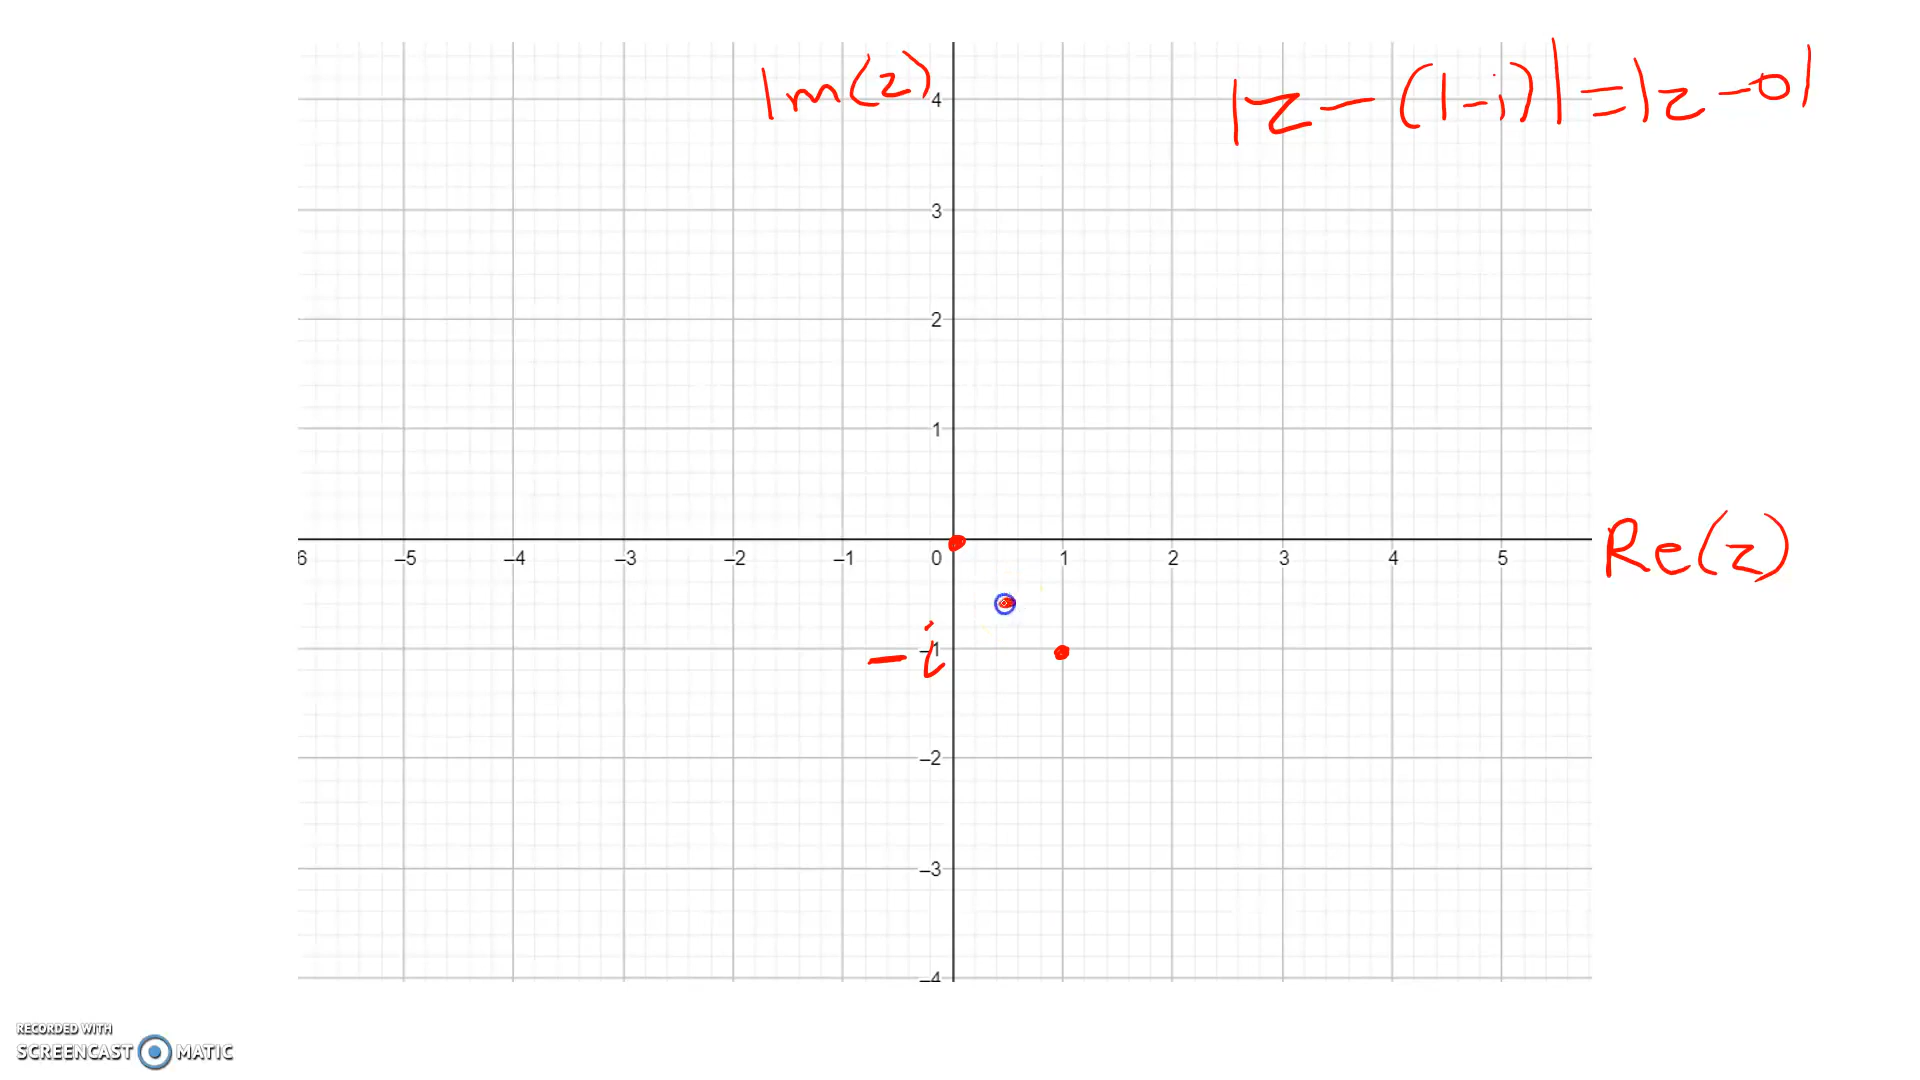 Im(z)
|z-(1-i)|=|z-0|
4
3
2
1
6 –5 –4 –3 –2 –1 0 1 2 3 4 5
Re(z)
-i
–1
–2
–3
–4
RECORDED WITH
SCREENCAST MATIC